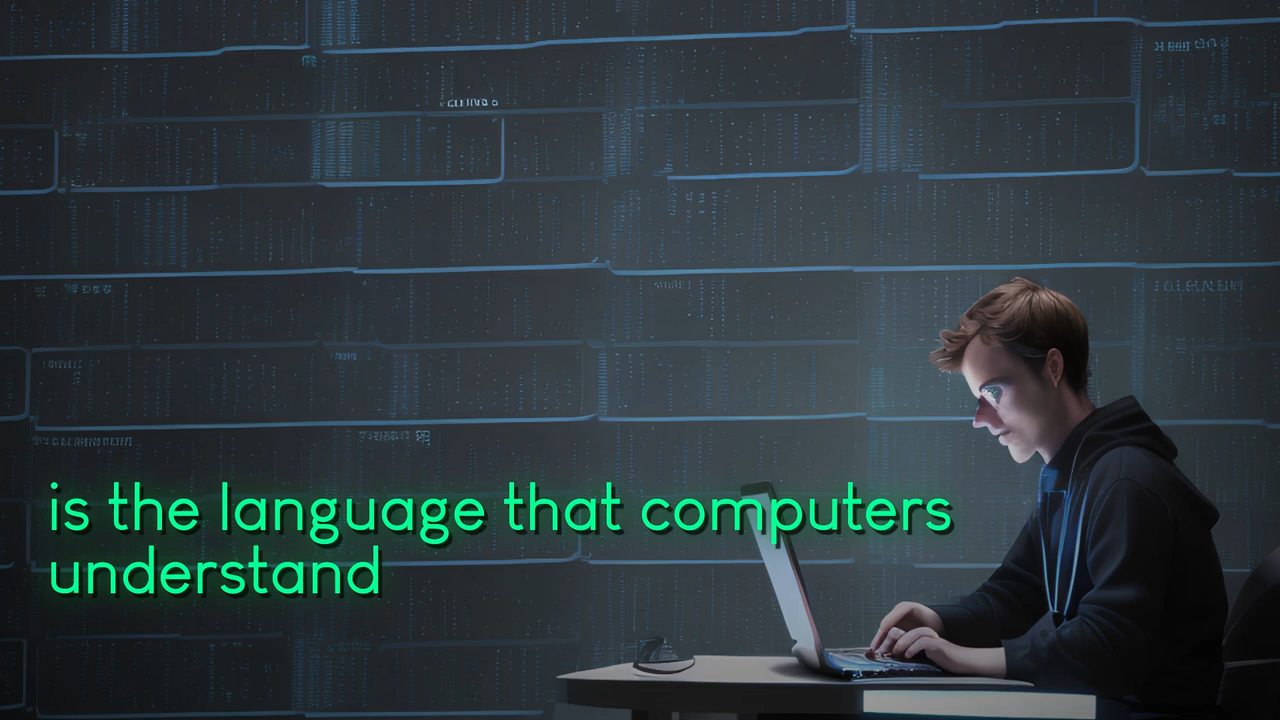 is the language that computers
understand